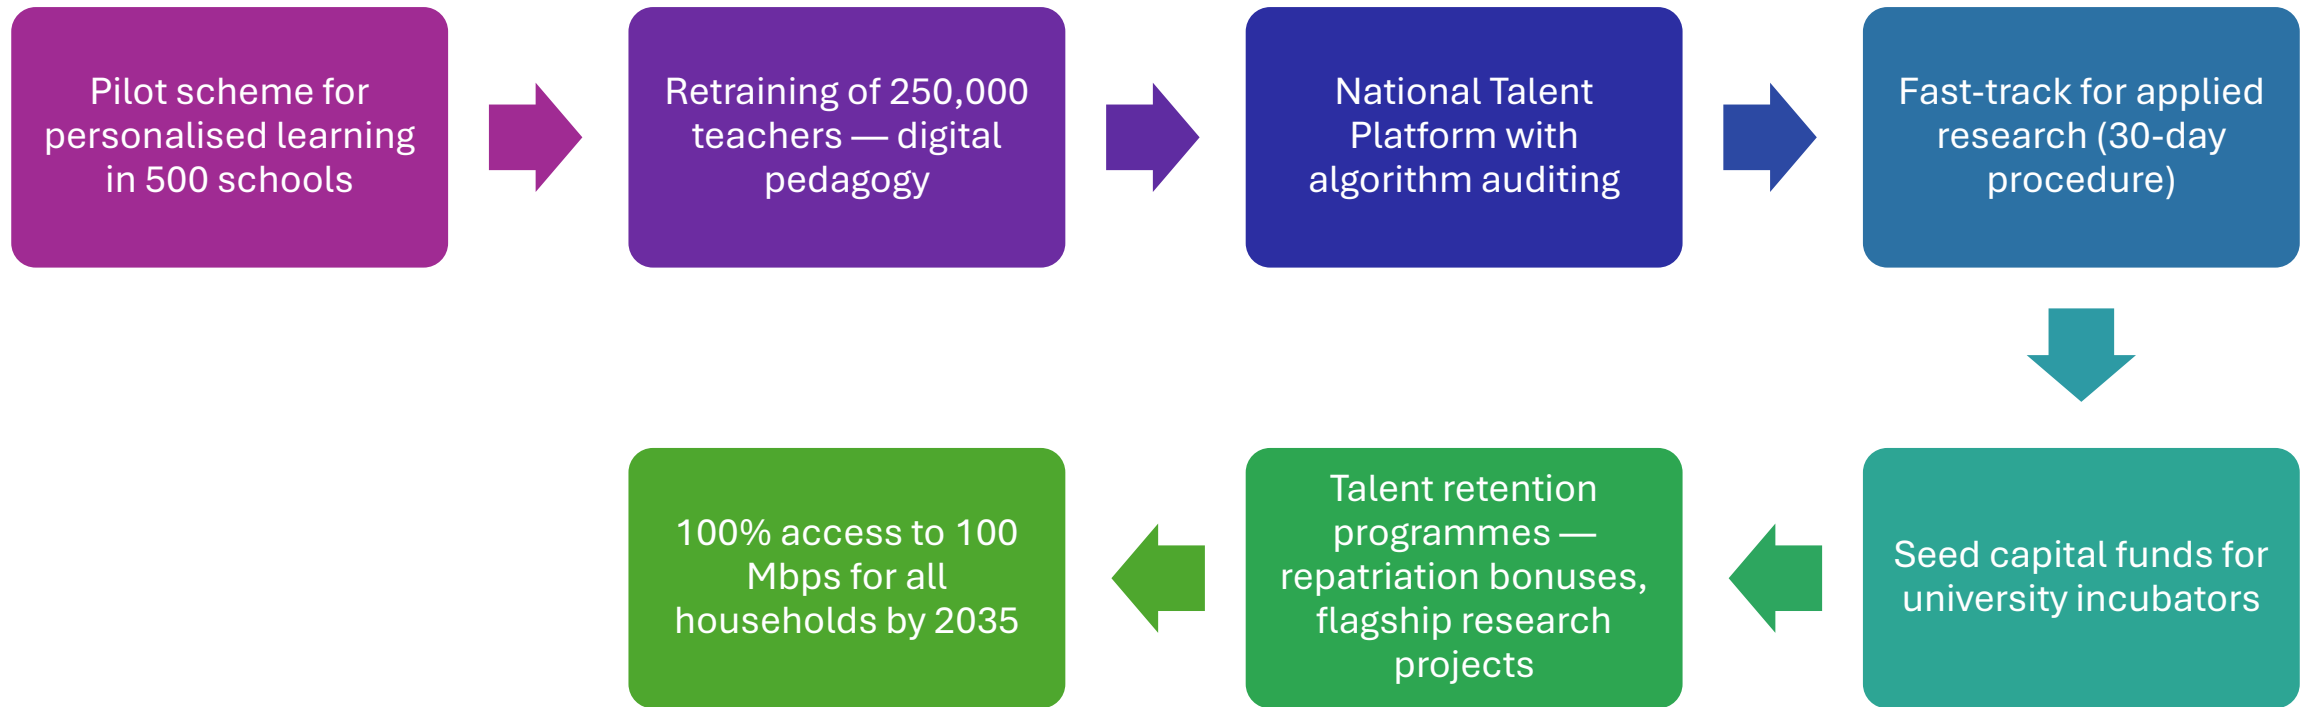 Pilot scheme for
personalised learning
in 500 schools
Retraining of 250,000
teachers — digital
pedagogy
National Talent
Platform with
algorithm auditing
Fast-track for applied
research (30-day
procedure)
Seed capital funds for
university incubators
Talent retention
programmes —
repatriation bonuses,
flagship research
projects
100% access to 100
Mbps for all
households by 2035